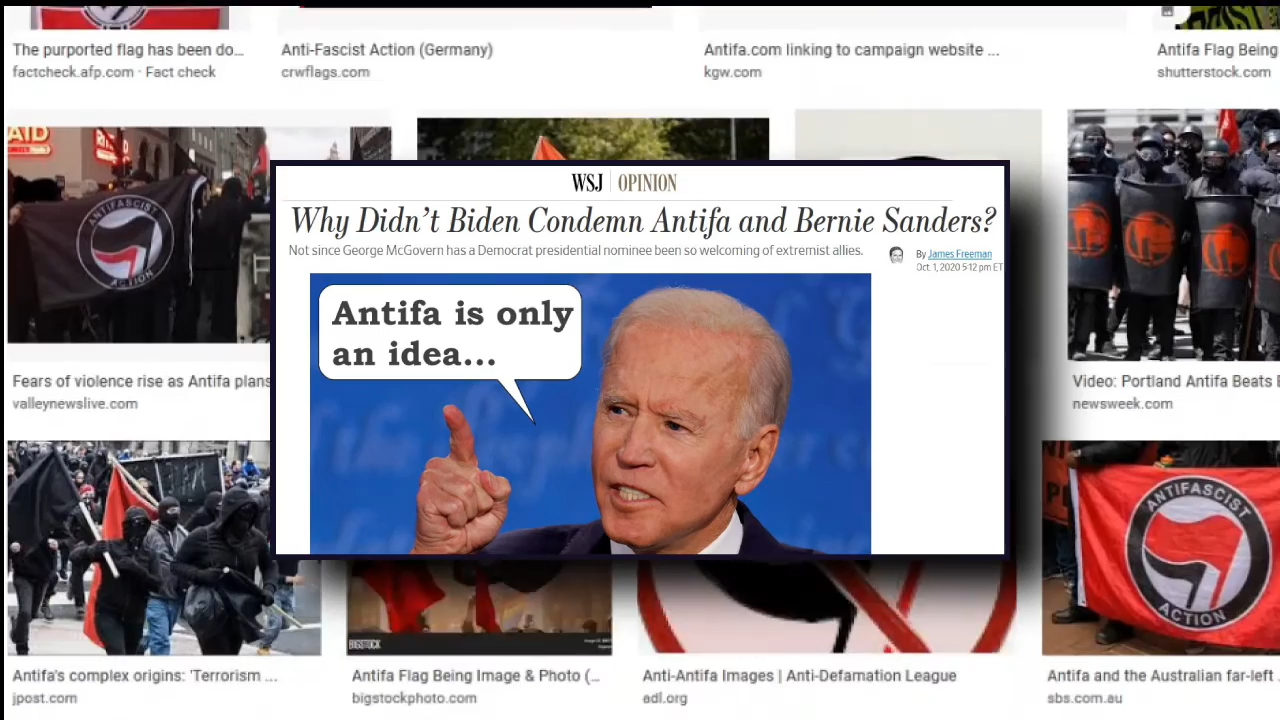 The purported flag has been do...
factcheck.afp.com · Fact check
Anti-Fascist Action (Germany)
crwflags.com
Antifa.com linking to campaign website ...
kgw.com
Antifa Flag Being
shutterstock.com
ANTIFASCIST
ACTION
WSJ | OPINION
Why Didn't Biden Condemn Antifa and Bernie Sanders?
Not since George McGovern has a Democrat presidential nominee been so welcoming of extremist allies.
By James Freeman
Oct. 1, 2020 5:12 pm ET
Antifa is only
an idea...
Fears of violence rise as Antifa plans
valleynewslive.com
Video: Portland Antifa Beats
newsweek.com
ANTIFASCIST
ACTION
BIGSTOCK
Antifa's complex origins: 'Terrorism ...
jpost.com
Antifa Flag Being Image & Photo (...
bigstockphoto.com
Anti-Antifa Images | Anti-Defamation League
adl.org
Antifa and the Australian far-left
sbs.com.au